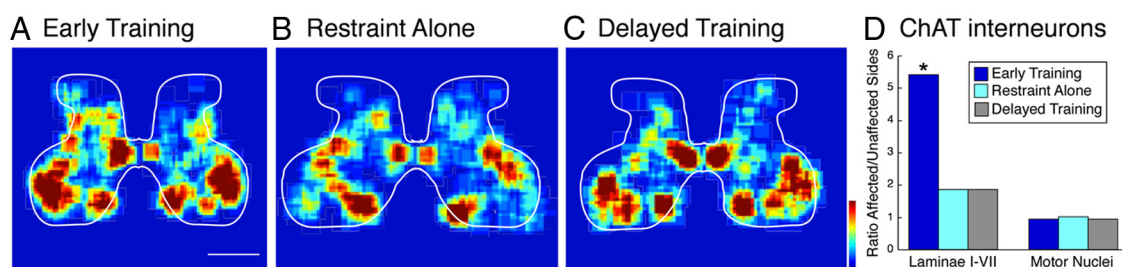 A Early Training
B Restraint Alone
C Delayed Training
D ChAT interneurons
Ratio Affected/Unaffected Sides
6
5
4
3
2
1
0
*
Early Training
Restraint Alone
Delayed Training
Laminae I-VII
Motor Nuclei